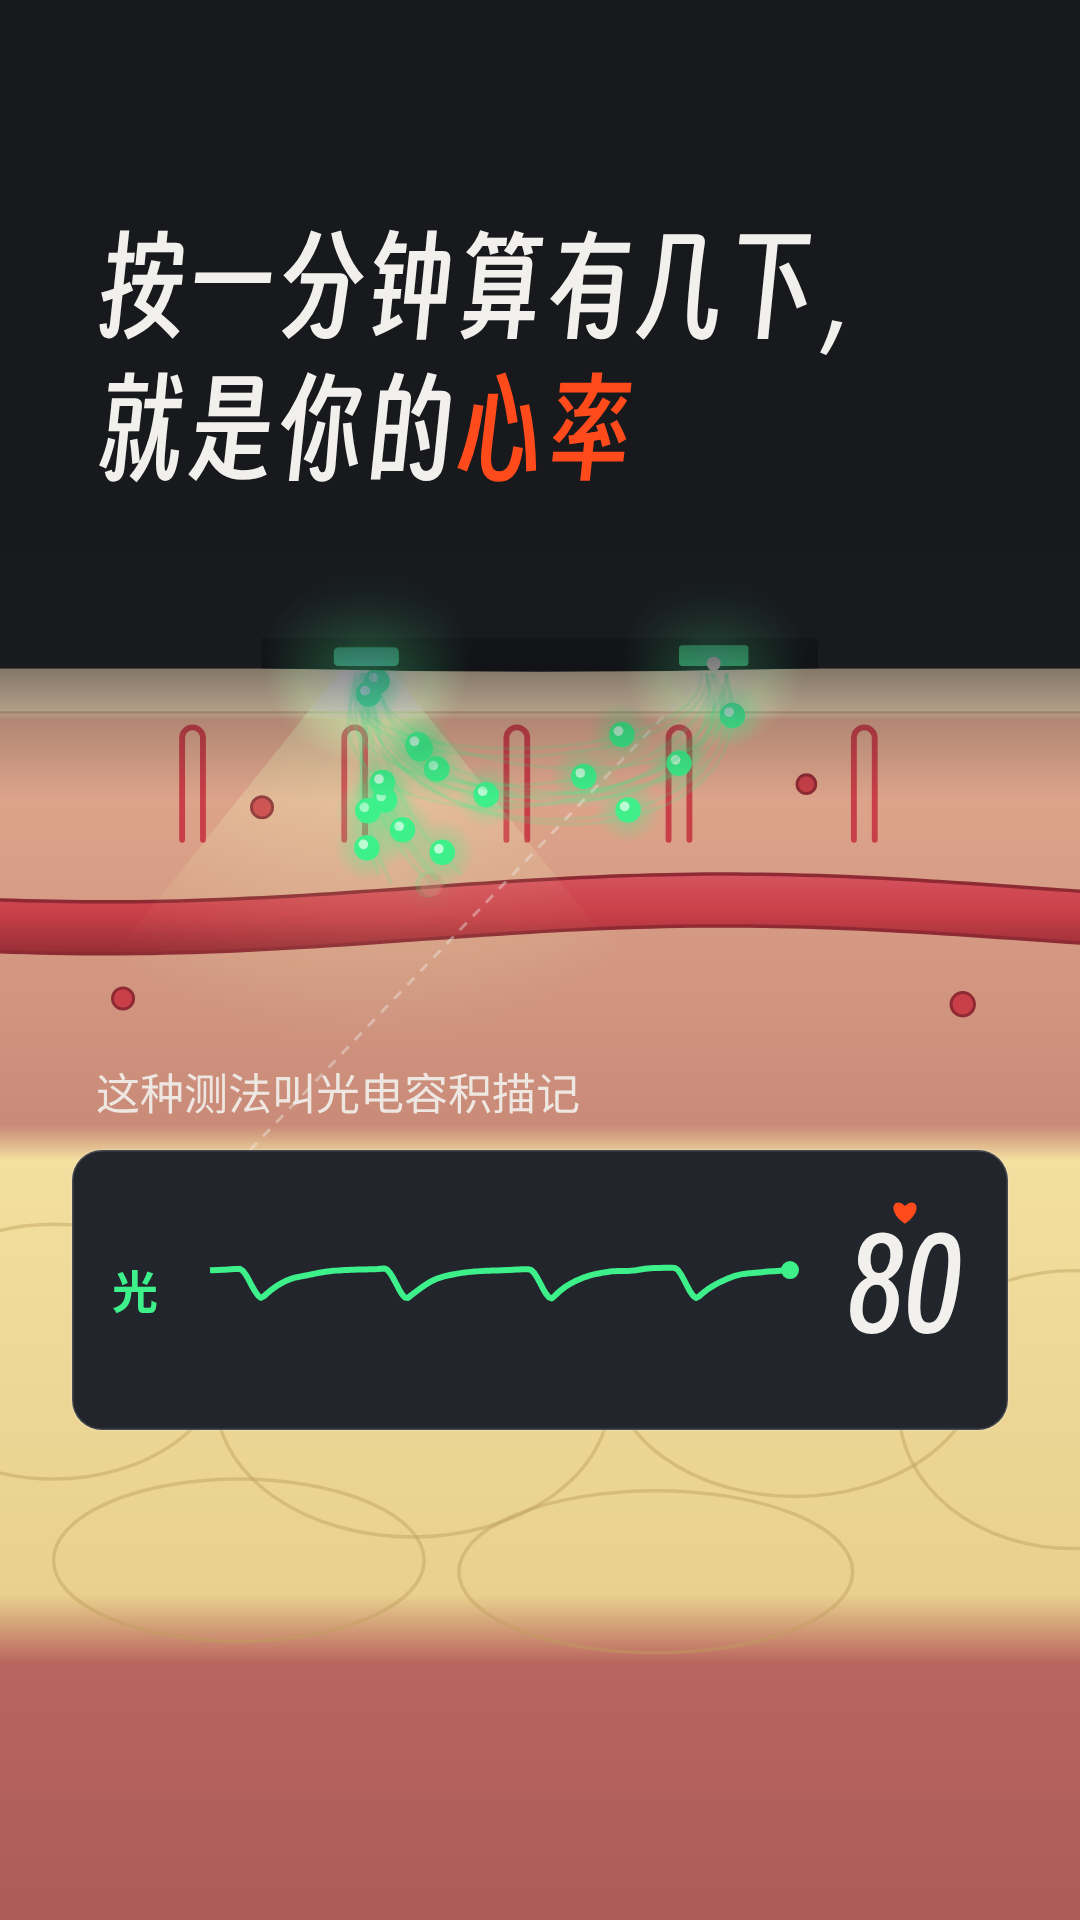 按一分钟算有几下，
就是你的心率
这种测法叫光电容积描记
光
80